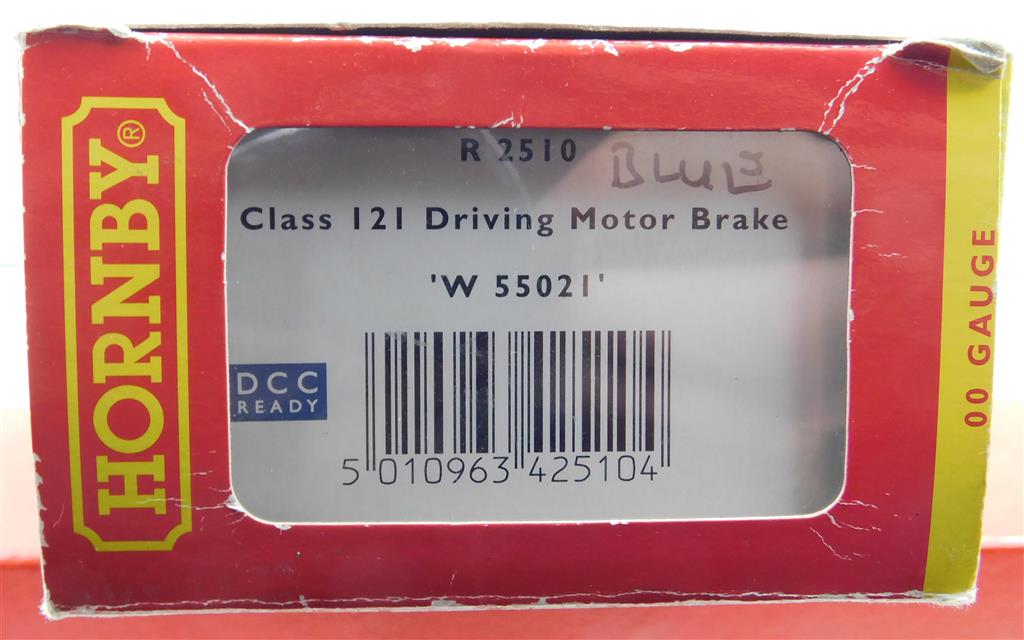 HORNBY®
R 2510 BLUE
Class 121 Driving Motor Brake
'W 55021'
DCC
READY
5 010963 425104
00 GAUGE